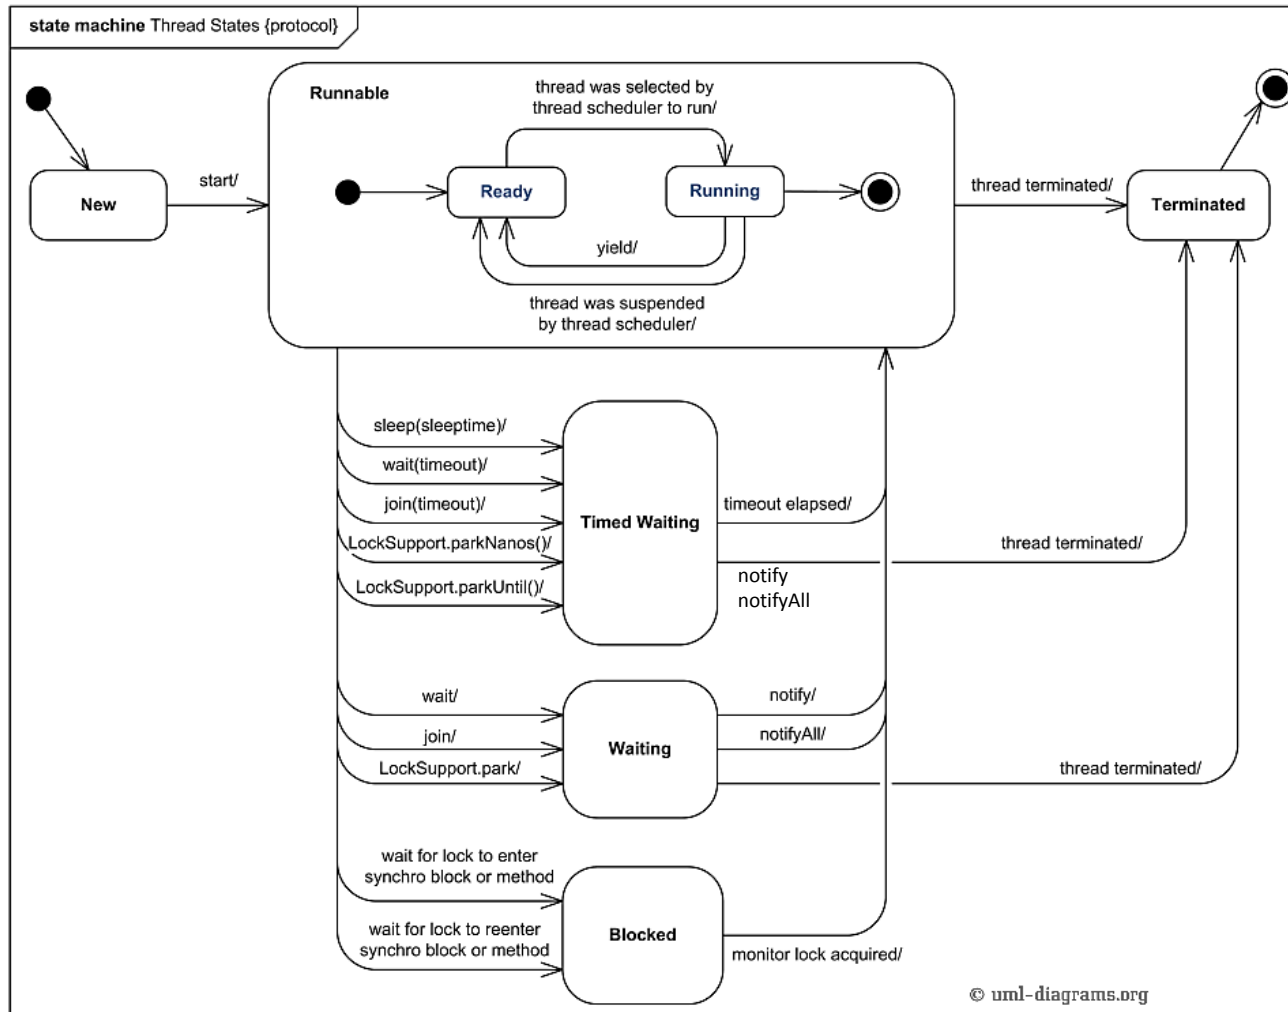 state machine Thread States {protocol}
Runnable
thread was selected by
thread scheduler to run/
New
start/
Ready
Running
yield/
thread was suspended
by thread scheduler/
thread terminated/
Terminated
sleep(sleeptime)/
wait(timeout)/
join(timeout)/
LockSupport.parkNanos()/
LockSupport.parkUntil()/
Timed Waiting
timeout elapsed/
thread terminated/
notify
notifyAll
wait/
join/
LockSupport.park/
Waiting
notify/
notifyAll/
thread terminated/
wait for lock to enter
synchro block or method
wait for lock to reenter
synchro block or method
Blocked
monitor lock acquired/
© uml-diagrams.org